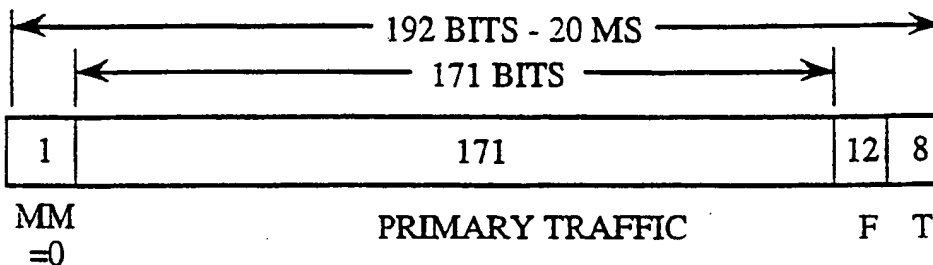 192 BITS - 20 MS
171 BITS
1 171 12 8
MM PRIMARY TRAFFIC F T
=0